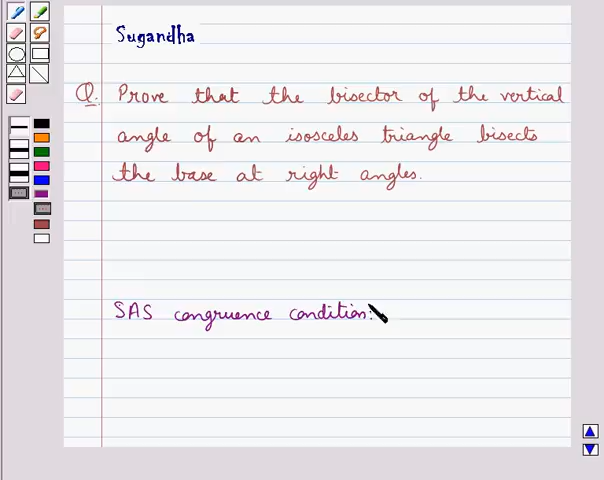 Sugandha
Q. Prove that the bisector of the vertical
angle of an isosceles triangle bisects
the base at right angles.
SAS congruence condition: